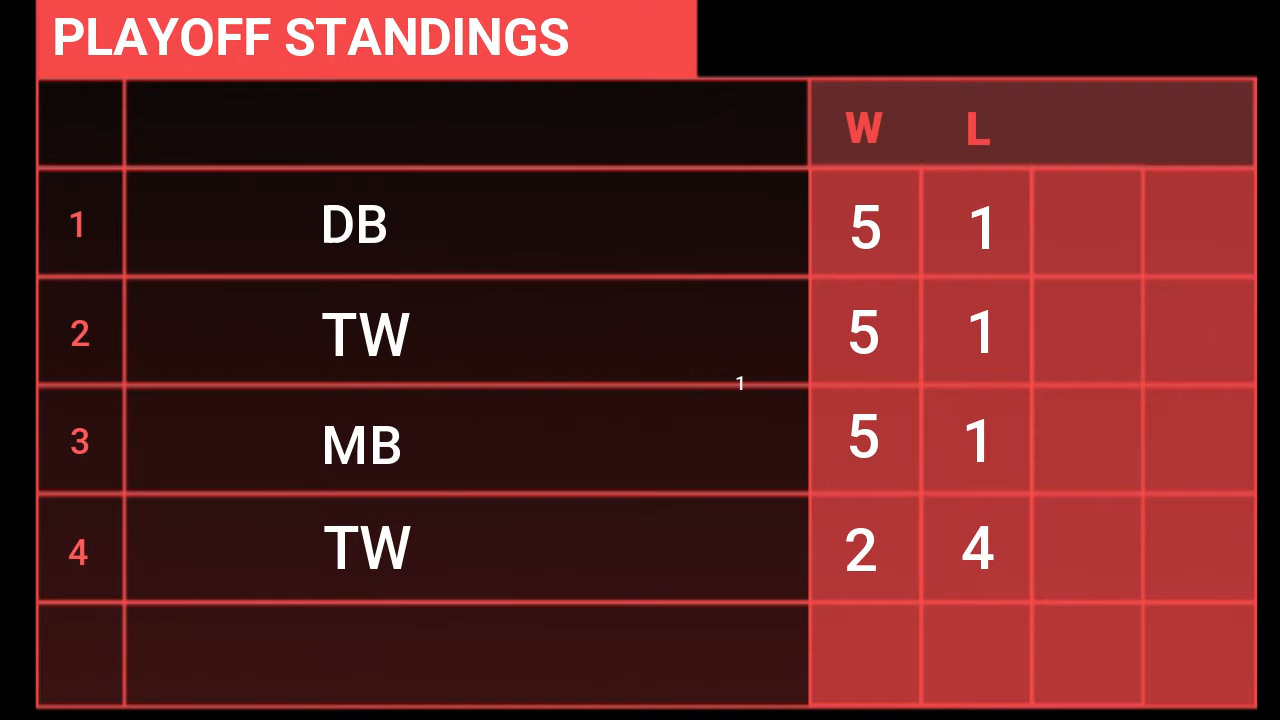 PLAYOFF STANDINGS
W L
1 DB 5 1
2 TW 5 1
1
3 MB 5 1
4 TW 2 4